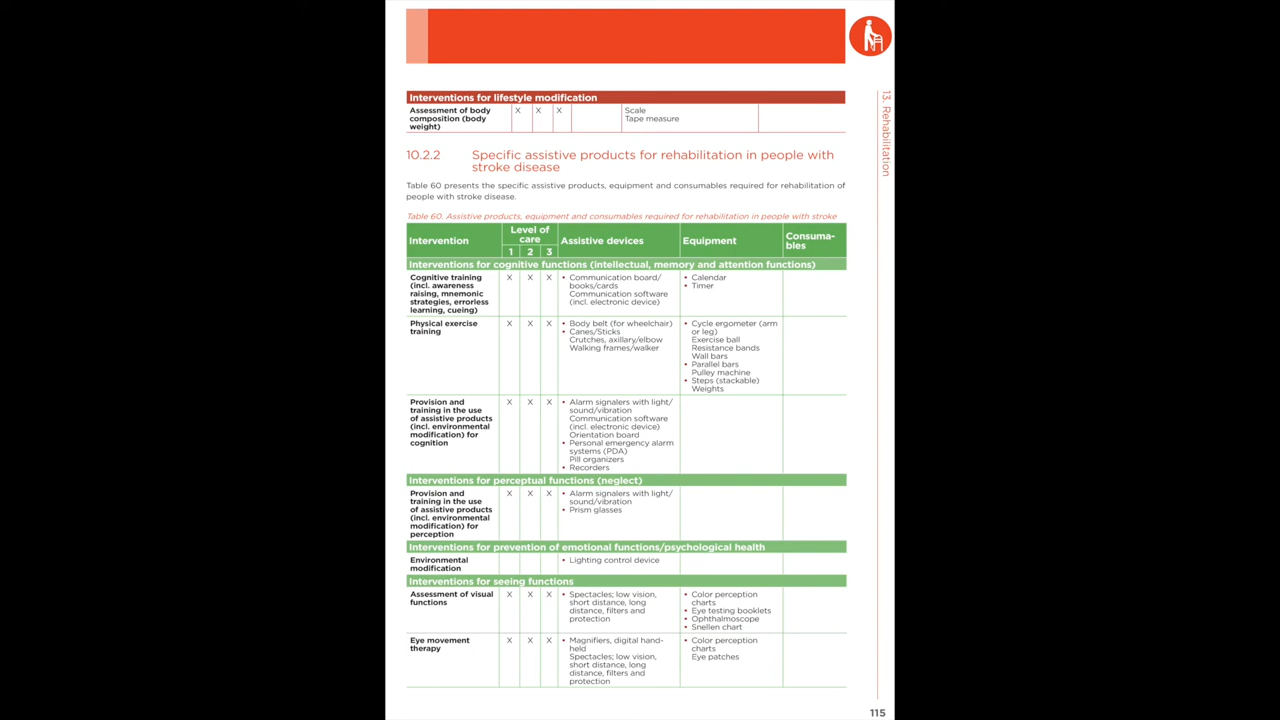 Interventions for lifestyle modification
Assessment of body X X X Scale
composition (body Tape measure
weight)
13. Rehabilitation
10.2.2 Specific assistive products for rehabilitation in people with
stroke disease
Table 60 presents the specific assistive products, equipment and consumables required for rehabilitation of
people with stroke disease.
Table 60. Assistive products, equipment and consumables required for rehabilitation in people with stroke
Intervention
Level of
care
1 2 3
Assistive devices
Equipment
Consuma-
bles
Interventions for cognitive functions (intellectual, memory and attention functions)
Cognitive training
(incl. awareness
raising, mnemonic
strategies, errorless
learning, cueing)
X X X
• Communication board/
books/cards
Communication software
(incl. electronic device)
• Calendar
• Timer
Physical exercise
training
X X X
• Body belt (for wheelchair)
• Canes/Sticks
Crutches, axillary/elbow
Walking frames/walker
• Cycle ergometer (arm
or leg)
Exercise ball
Resistance bands
Wall bars
• Parallel bars
Pulley machine
• Steps (stackable)
Weights
Provision and
training in the use
of assistive products
(incl. environmental
modification) for
cognition
X X X
• Alarm signalers with light/
sound/vibration
Communication software
(incl. electronic device)
Orientation board
• Personal emergency alarm
systems (PDA)
Pill organizers
• Recorders
Interventions for perceptual functions (neglect)
Provision and
training in the use
of assistive products
(incl. environmental
modification) for
perception
X X X
• Alarm signalers with light/
sound/vibration
• Prism glasses
Interventions for prevention of emotional functions/psychological health
Environmental
modification
• Lighting control device
Interventions for seeing functions
Assessment of visual
functions
X X X
• Spectacles; low vision,
short distance, long
distance, filters and
protection
• Color perception
charts
• Eye testing booklets
• Ophthalmoscope
• Snellen chart
Eye movement
therapy
X X X
• Magnifiers, digital hand-
held
Spectacles; low vision,
short distance, long
distance, filters and
protection
• Color perception
charts
Eye patches
115